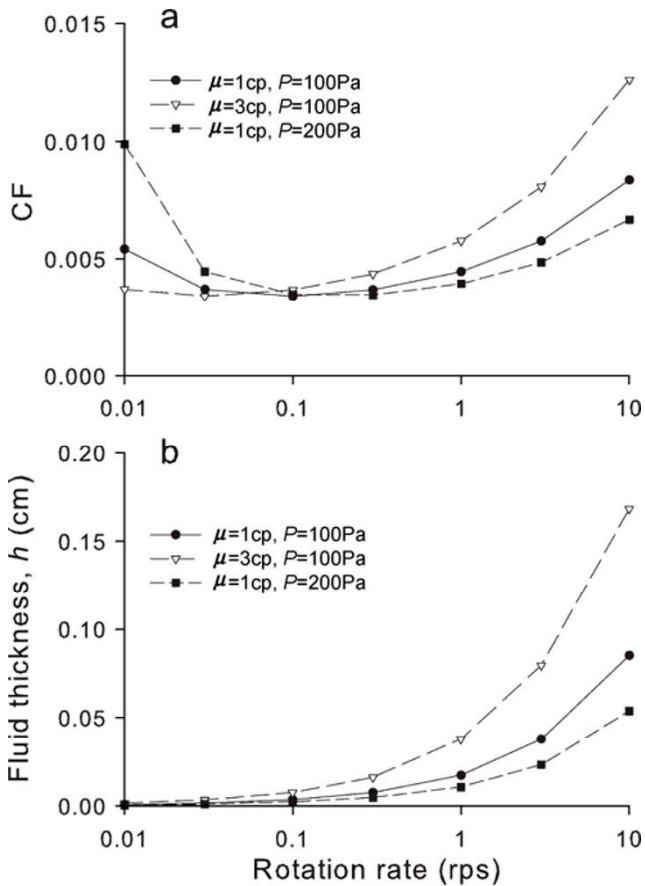 a
0.015
0.010
0.005
0.000
CF
μ=1cp, P=100Pa
μ=3cp, P=100Pa
μ=1cp, P=200Pa
0.01 0.1 1 10
b
0.20
0.15
0.10
0.05
0.00
Fluid thickness, h (cm)
μ=1cp, P=100Pa
μ=3cp, P=100Pa
μ=1cp, P=200Pa
0.01 0.1 1 10
Rotation rate (rps)